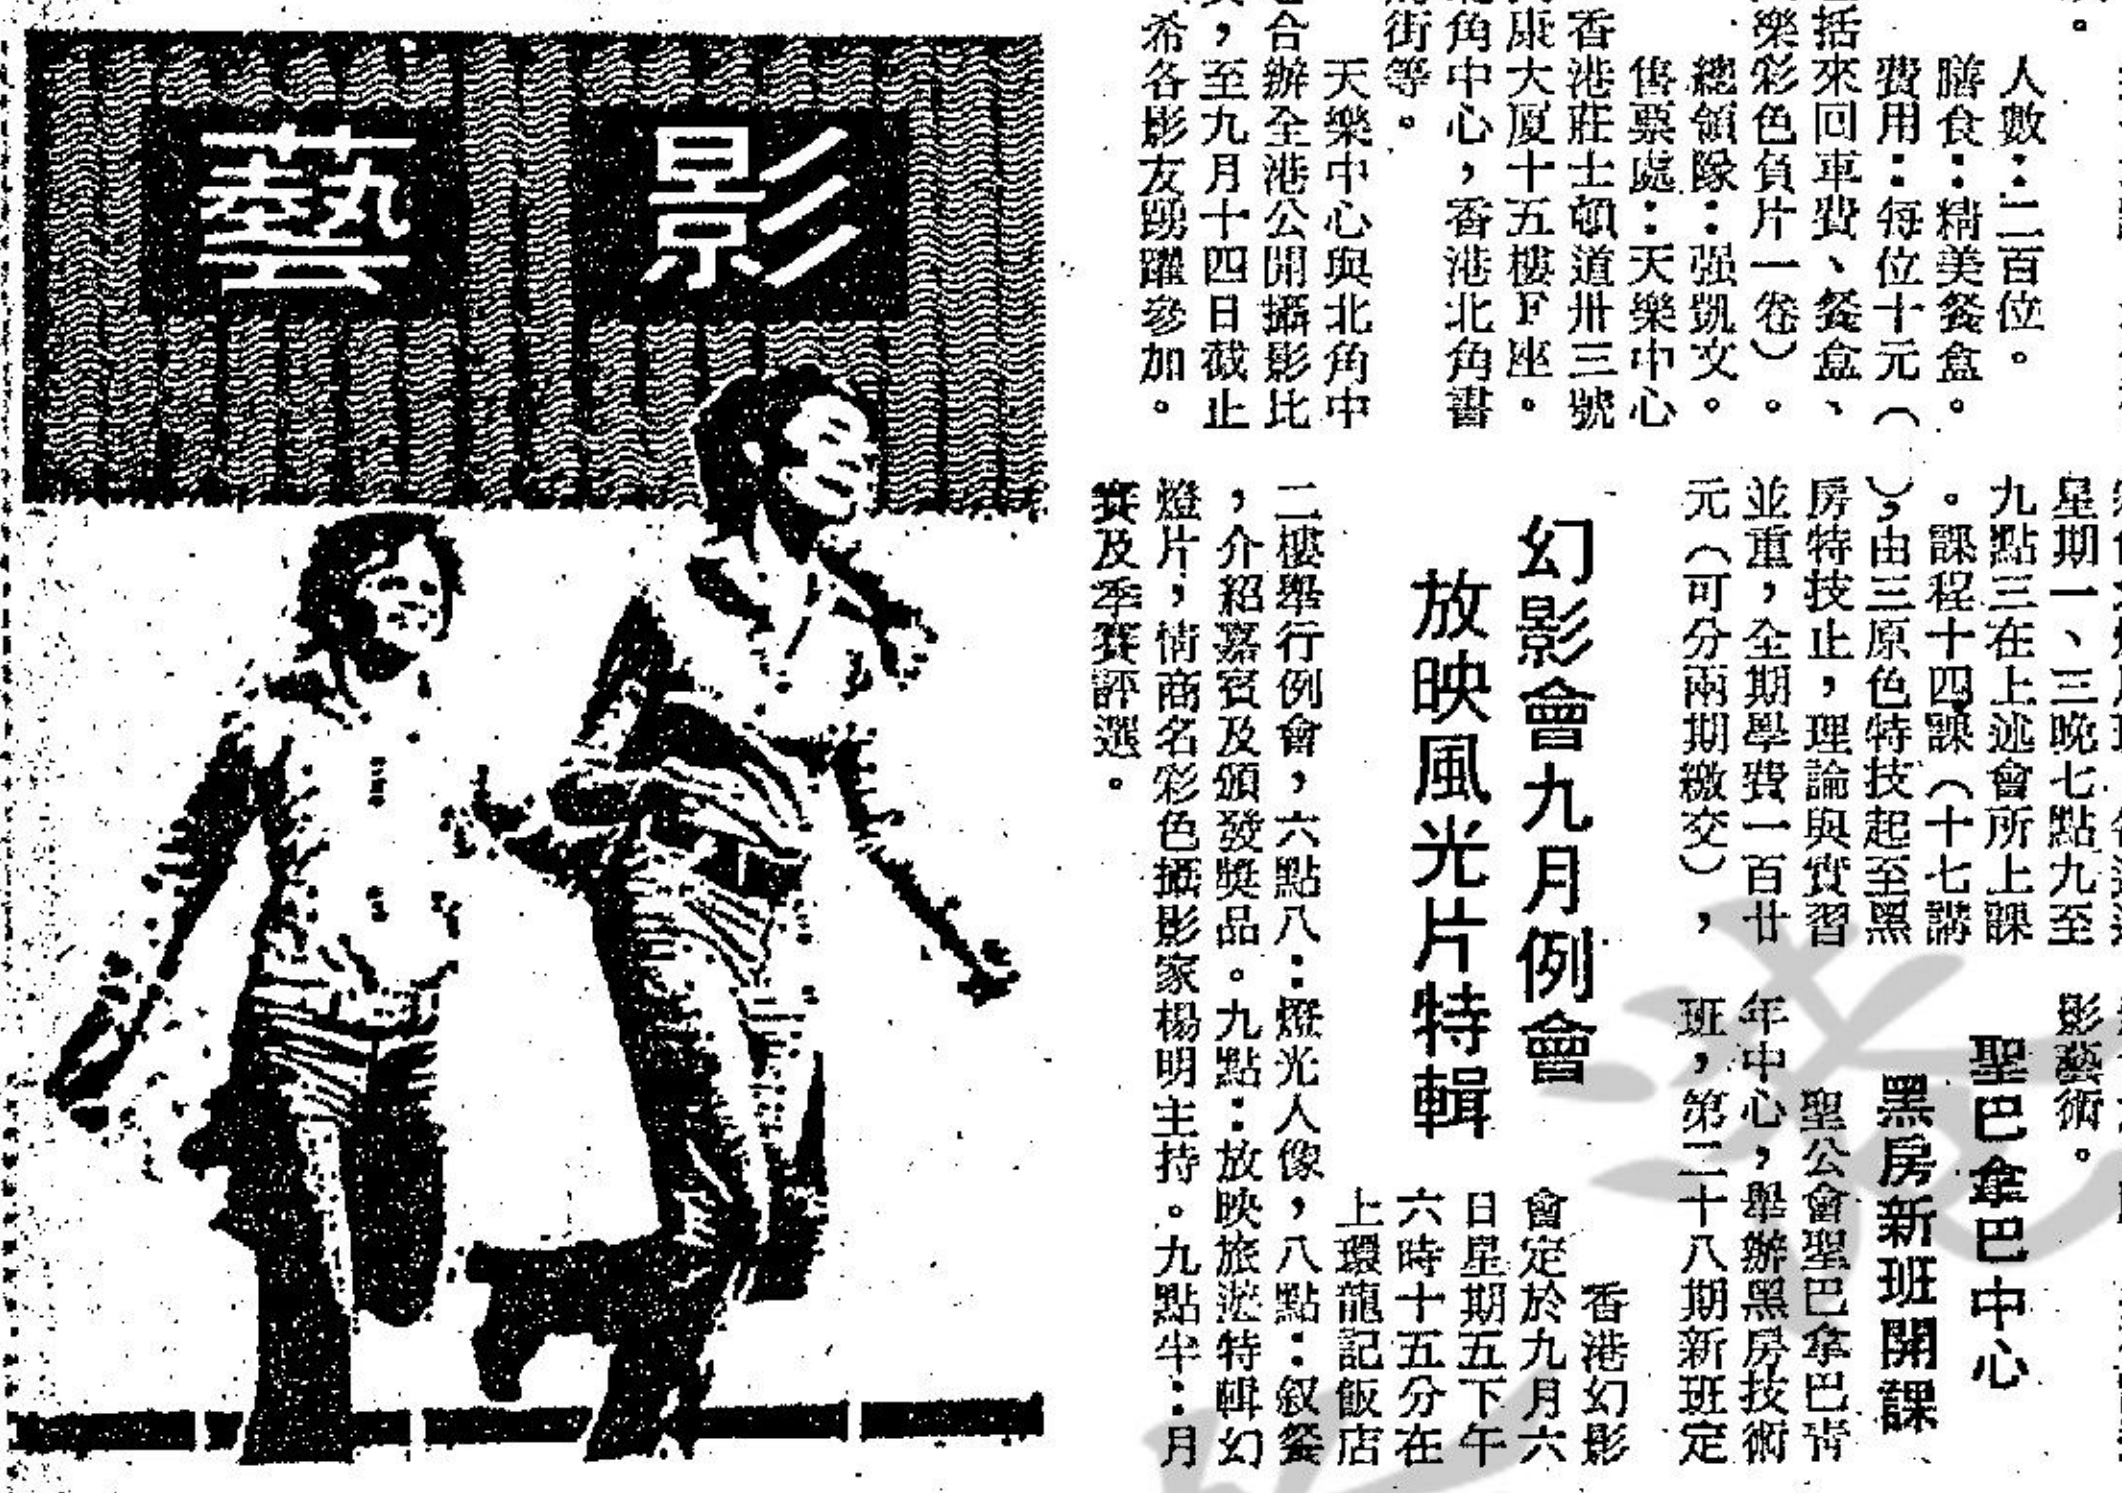 人數：二百位。
膳食：精美餐盒。
費用：每位十元（
括來回車費、餐盒、
樂彩色負片一卷）。
總領隊：强凱文。
售票處：天樂中心
香港莊士頓道卅三號
康大厦十五樓F座。
角中心，香港北角書
街等。
天樂中心與北角中
合辦全港公開攝影比
，至九月十四日截止
希各影友踴躍參加。
星期一、三晚七點九至
九點三在上述會所上課
。課程十四課（十七講
），由三原色特技起至黑
房特技止，理論與實習
並重，全期學費一百廿
元（可分兩期繳交），
影藝術。
聖巴拿巴中心
黑房新班開課
聖公會聖巴拿巴靑
年中心，舉辦黑房技術
班，第二十八期新班定
幻影會九月例會
放映風光片特輯
香港幻影
會定於九月六
日星期五下午
六時十五分在
上環龍記飯店
二樓舉行例會，六點八：燈光人像，八點：叙餐
，介紹嘉賓及頒發獎品。九點：放映旅遊特輯幻
燈片，情商名彩色攝影家楊明主持。九點半：月
賽及季賽評選。
影藝